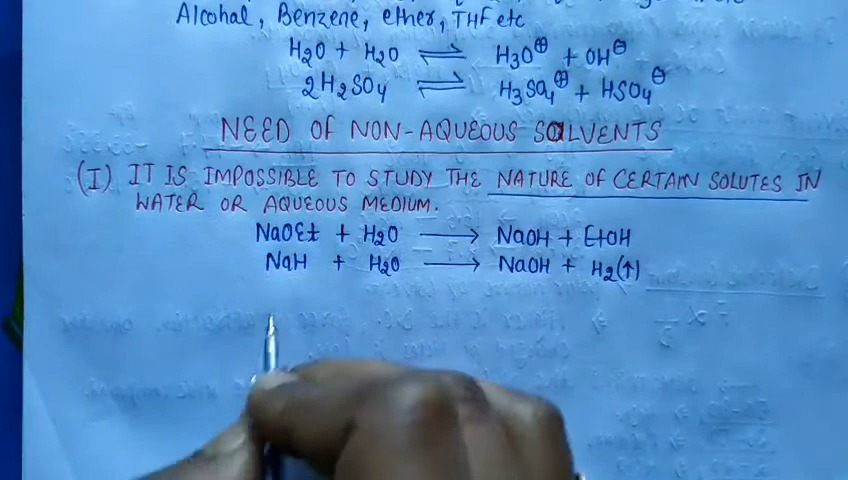 Alcohal, Benzene, ether, THF etc
H₂O + H₂O ⇌ H₃O⊕ + OH⊖
2H₂SO₄ ⇌ H₃SO₄⊕ + HSO₄⊖
NEED OF NON-AQUEOUS SOLVENTS
(I) IT IS IMPOSSIBLE TO STUDY THE NATURE OF CERTAIN SOLUTES IN
WATER OR AQUEOUS MEDIUM.
NaOEt + H₂O → NaOH + EtOH
NaH + H₂O → NaOH + H₂(↑)